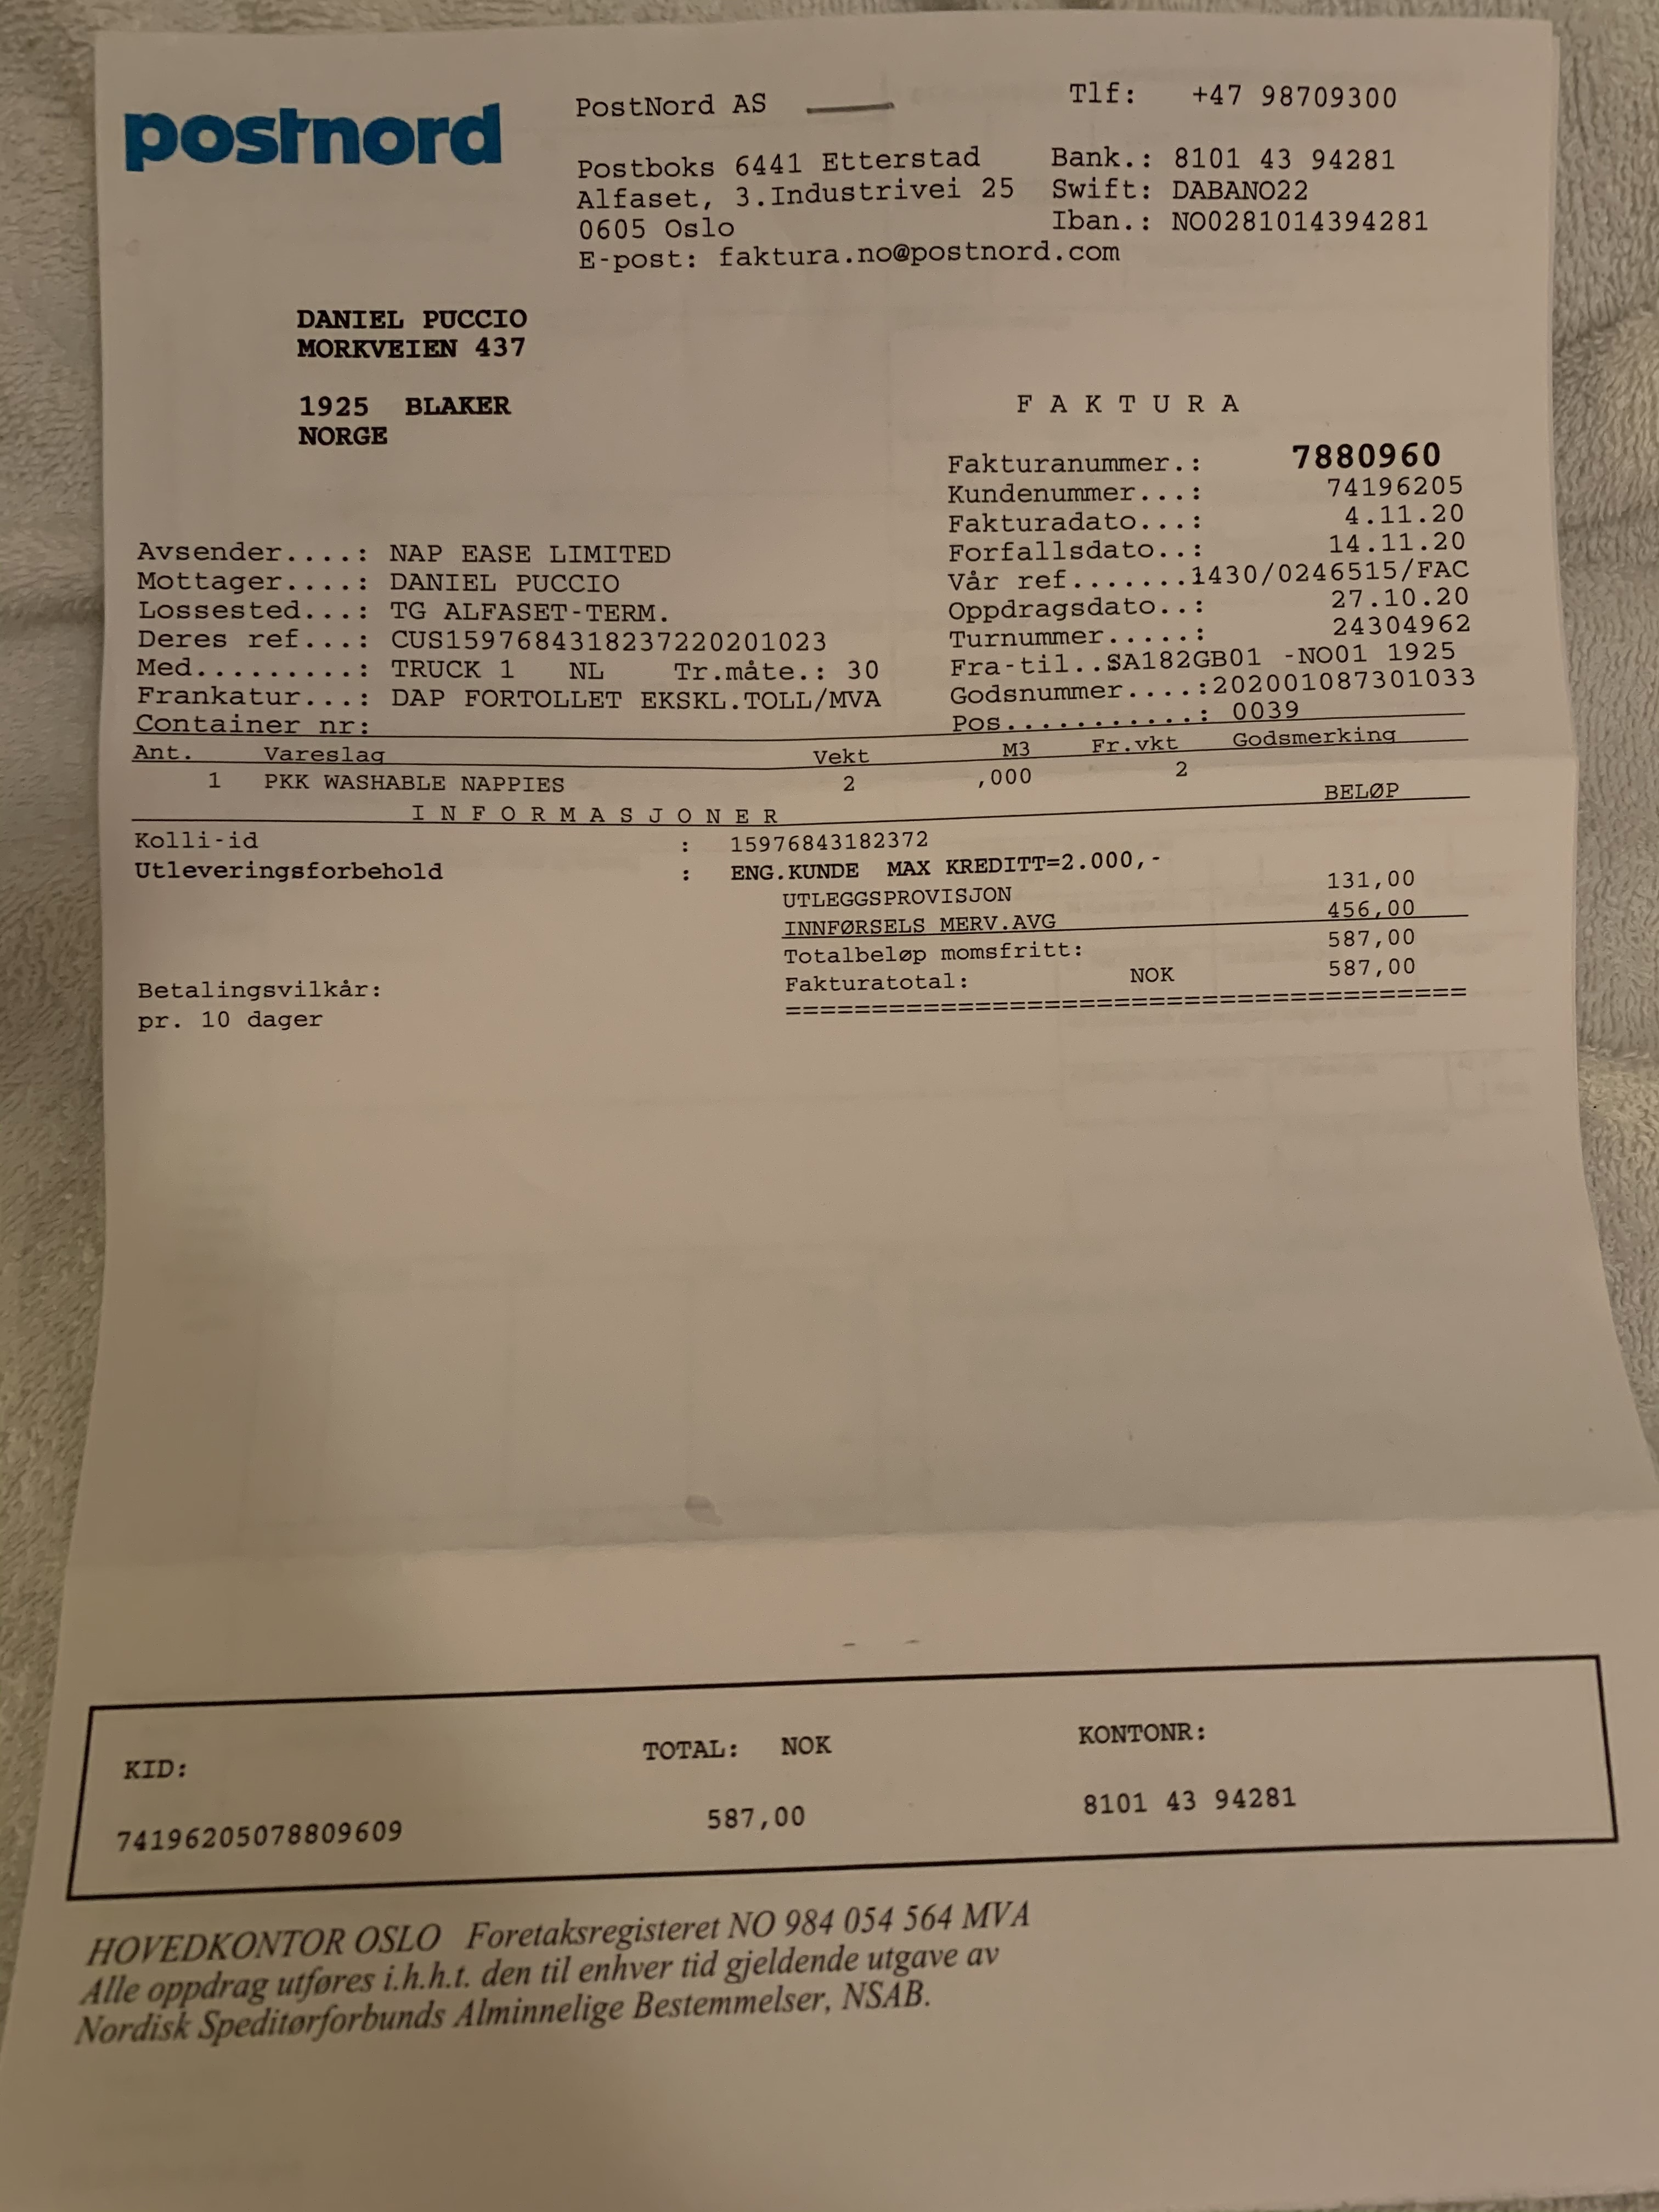 postnord
PostNord AS
Tlf: +47 98709300
Postboks 6441 Etterstad
Alfaset, 3.Industrivei 25
0605 Oslo
E-post: faktura.no@postnord.com
Bank.: 8101 43 94281
Swift: DABANO22
Iban.: NO0281014394281
DANIEL PUCCIO
MORKVEIEN 437
1925 BLAKER
NORGE
F A K T U R A
Fakturanummer.: 7880960
Kundenummer...: 74196205
Fakturadato...: 4.11.20
Forfallsdato..: 14.11.20
Vår ref.......1430/0246515/FAC
Oppdragsdato..: 27.10.20
Turnummer.....: 24304962
Fra-til..SA182GB01 -NO01 1925
Godsnummer....:202001087301033
Pos...........: 0039
Avsender....: NAP EASE LIMITED
Mottager....: DANIEL PUCCIO
Lossested...: TG ALFASET-TERM.
Deres ref...: CUS1597684318237220201023
Med.........: TRUCK 1 NL Tr.måte.: 30
Frankatur...: DAP FORTOLLET EKSKL.TOLL/MVA
Container nr:
Ant. Vareslag Vekt M3 Fr.vkt Godsmerking
1 PKK WASHABLE NAPPIES 2 ,000 2
I N F O R M A S J O N E R BELØP
Kolli-id : 15976843182372
Utleveringsforbehold : ENG.KUNDE MAX KREDITT=2.000,-
UTLEGGSPROVISJON 131,00
INNFØRSELS MERV.AVG 456,00
Totalbeløp momsfritt: 587,00
Fakturatotal: NOK 587,00
========================================
Betalingsvilkår:
pr. 10 dager
KID: TOTAL: NOK KONTONR:
74196205078809609 587,00 8101 43 94281
HOVEDKONTOR OSLO Foretaksregisteret NO 984 054 564 MVA
Alle oppdrag utføres i.h.h.t. den til enhver tid gjeldende utgave av
Nordisk Speditørforbunds Alminnelige Bestemmelser, NSAB.